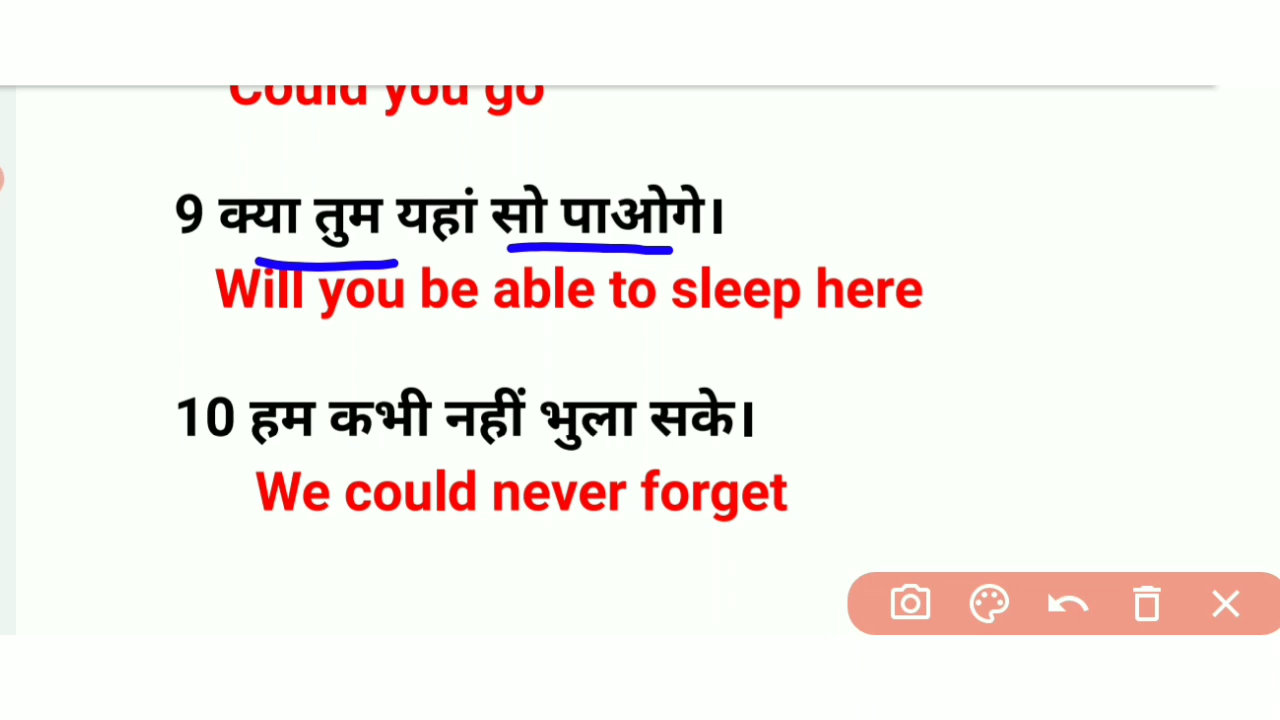 Could you go
9 क्या तुम यहां सो पाओगे।
Will you be able to sleep here
10 हम कभी नहीं भुला सके।
We could never forget